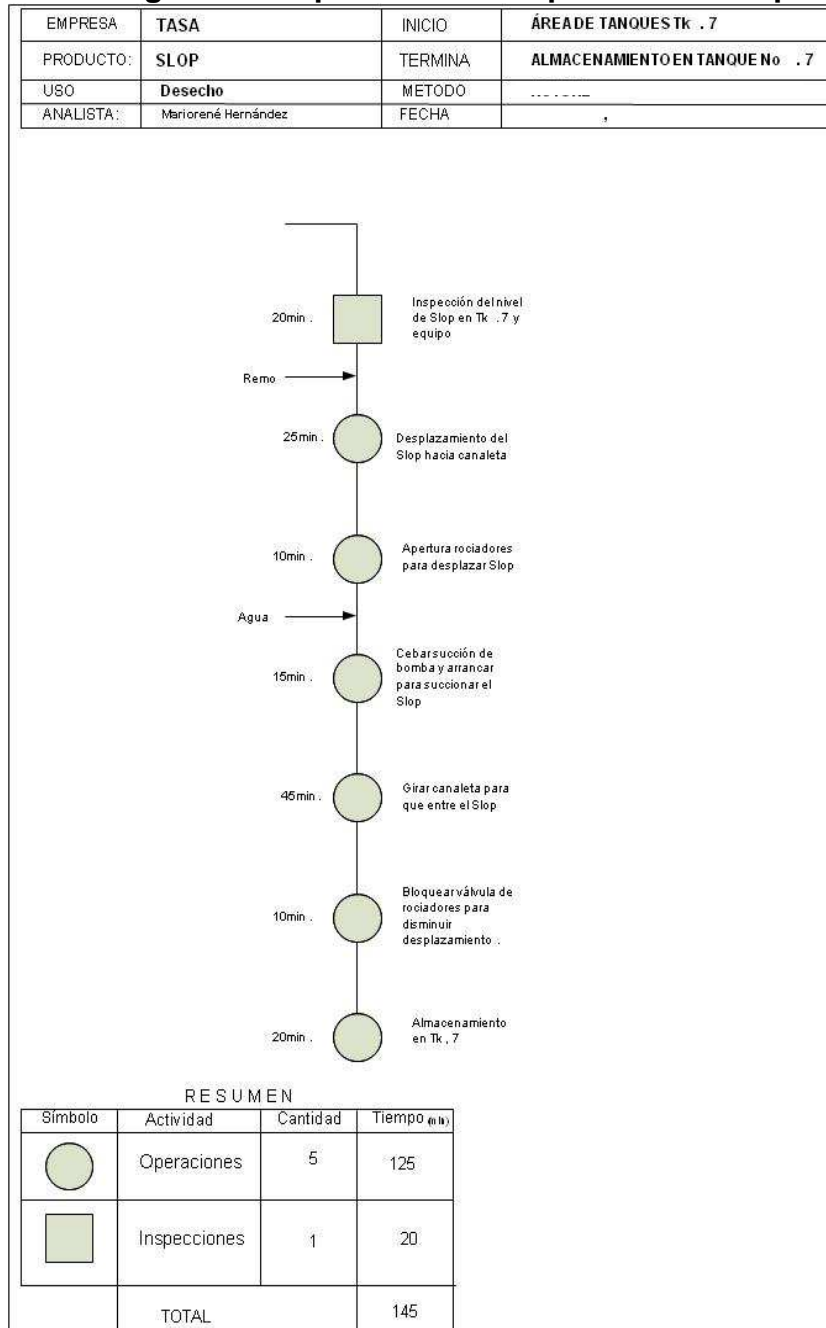 EMPRESA TASA INICIO ÁREA DE TANQUES Tk . 7
PRODUCTO: SLOP TERMINA ALMACENAMIENTO EN TANQUE No . 7
USO Desecho METODO
ANALISTA: Mariorené Hernández FECHA ,
20min .
Inspección del nivel
de Slop en Tk . 7 y
equipo
Remo
25min .
Desplazamiento del
Slop hacia canaleta
10min .
Apertura rociadores
para desplazar Slop
Agua
15min .
Cebar succión de
bomba y arrancar
para succionar el
Slop
45min .
Girar canaleta para
que entre el Slop
10min .
Bloquear válvula de
rociadores para
disminuir
desplazamiento .
20min .
Almacenamiento
en Tk , 7
RESUMEN
Símbolo Actividad Cantidad Tiempo
Operaciones 5 125
Inspecciones 1 20
TOTAL 145